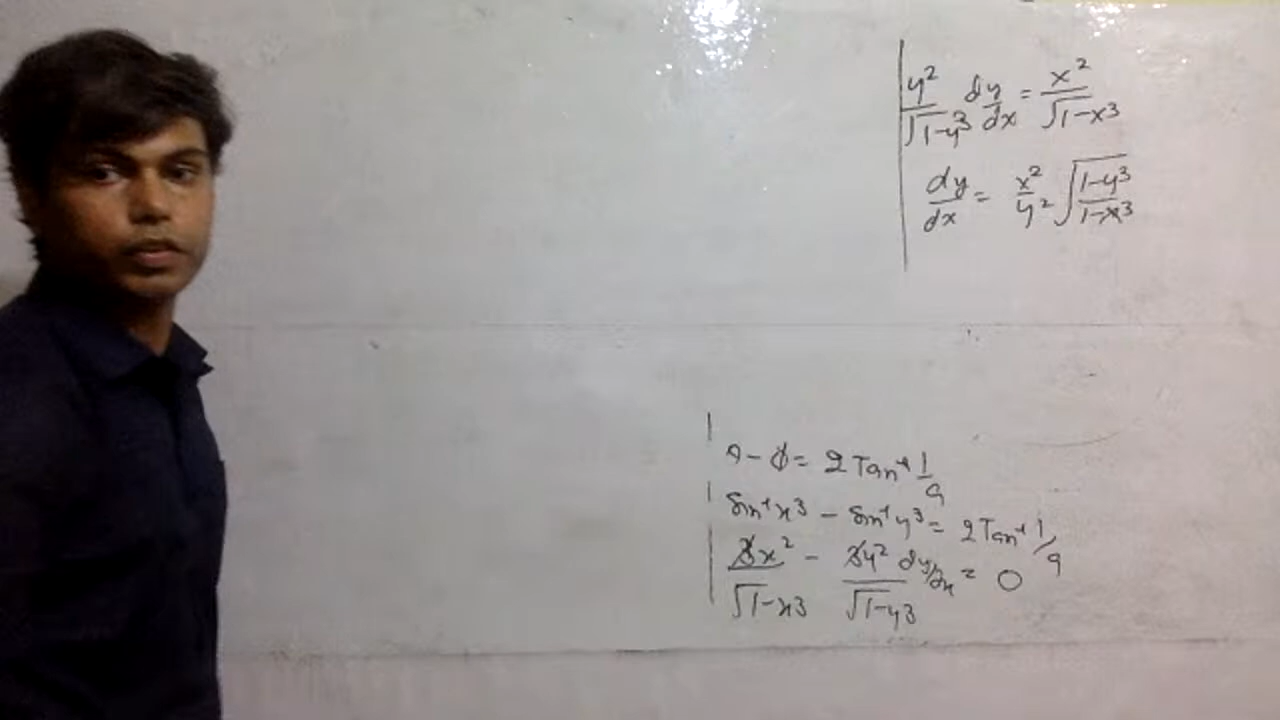 y²/√1-y³ dy/dx = x²/√1-x³
dy/dx = x²/y² √1-y³/1-x³
θ - ϕ = 2 Tan⁻¹ 1/a
Sin⁻¹x³ - Sin⁻¹y³ = 2 Tan⁻¹ 1/a
3x²/√1-x³ - 3y²/√1-y³ dy/dx = 0